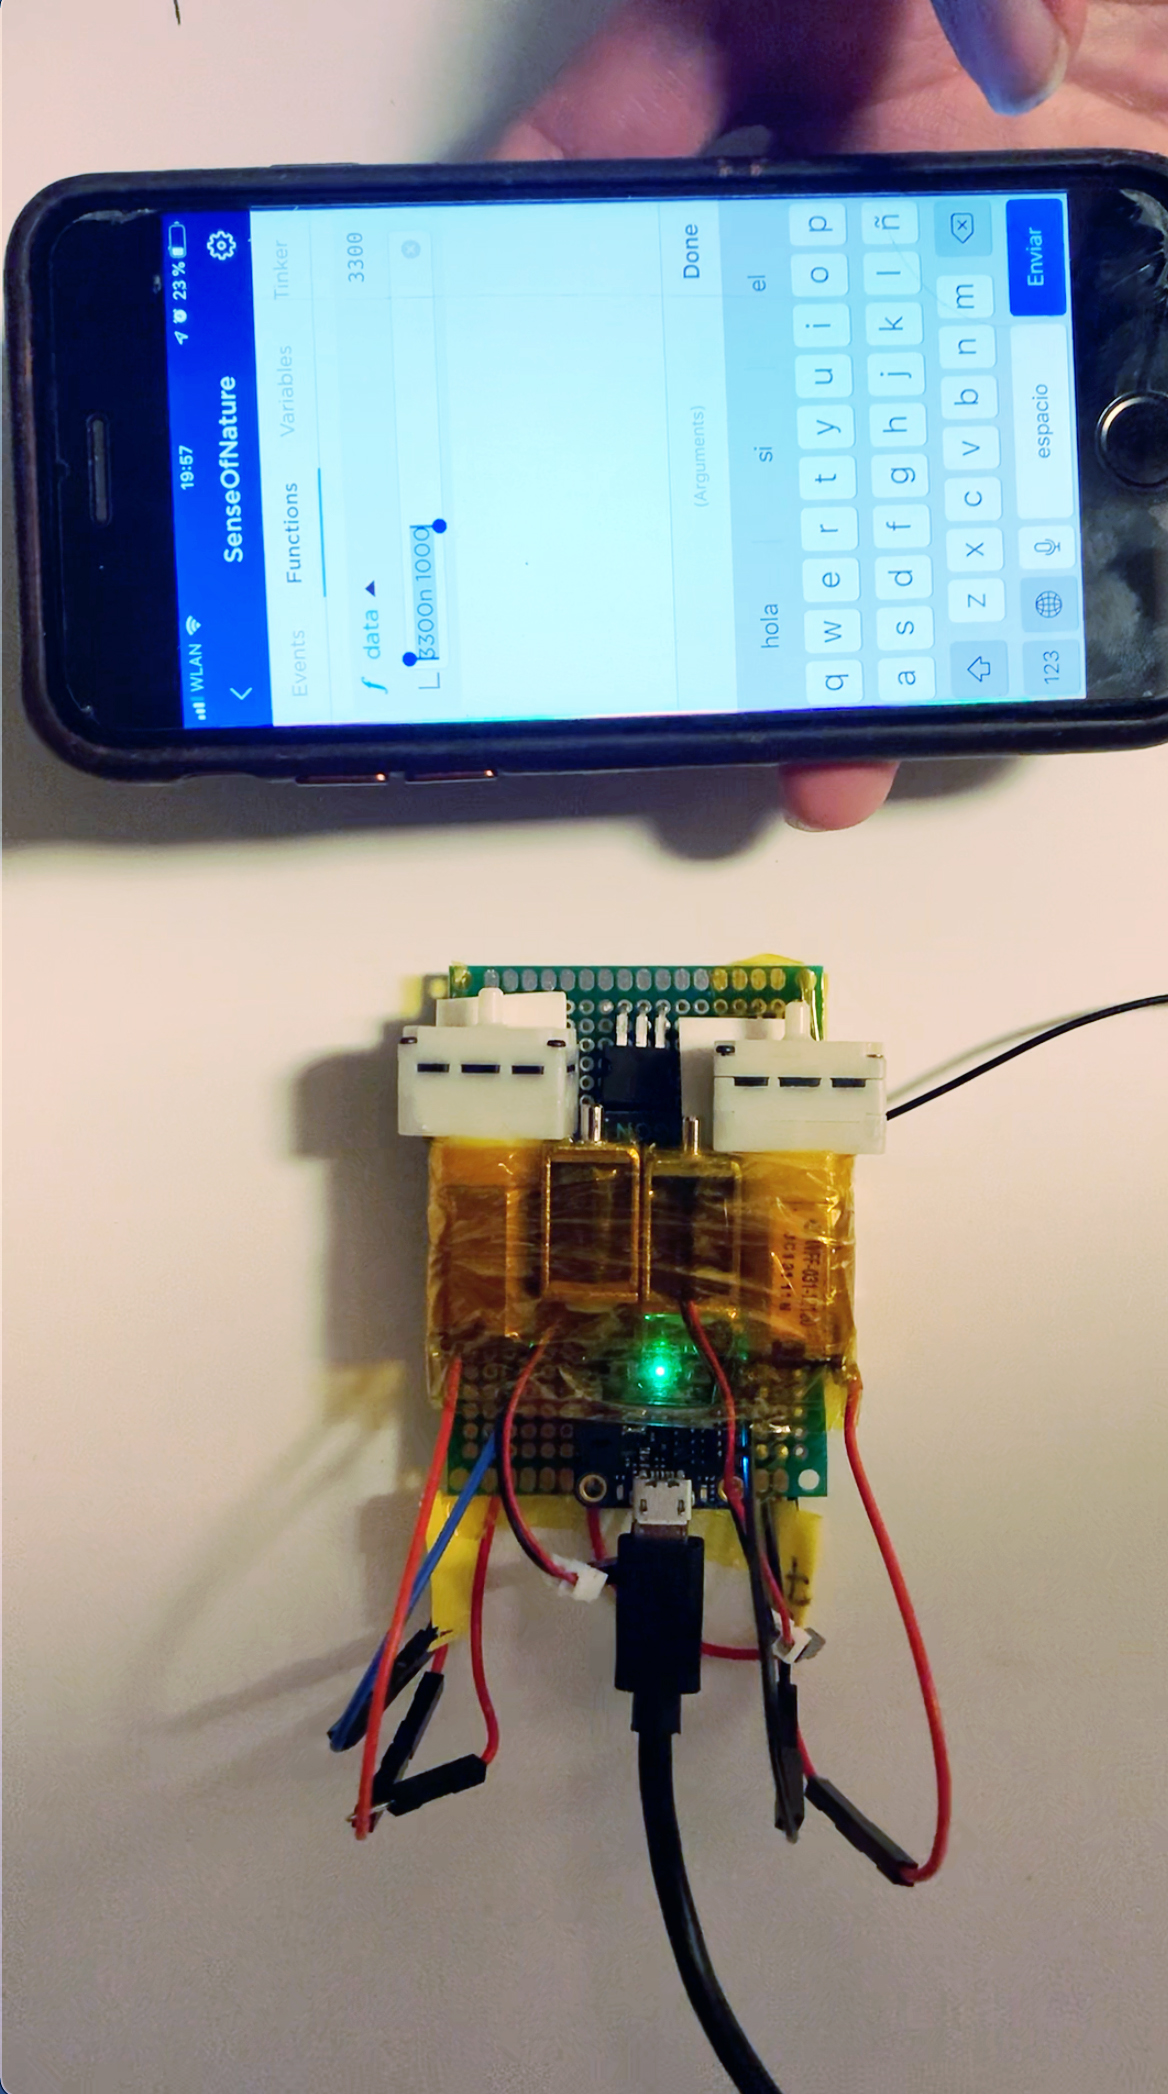 WLAN 19:57 23 %
SenseOfNature
Events Functions Variables Tinker
f data 3300
3300n 1000
(Arguments) Done
hola si el
q w e r t y u i o p
a s d f g h j k l ñ
z x c v b n m
123 espacio Enviar
t